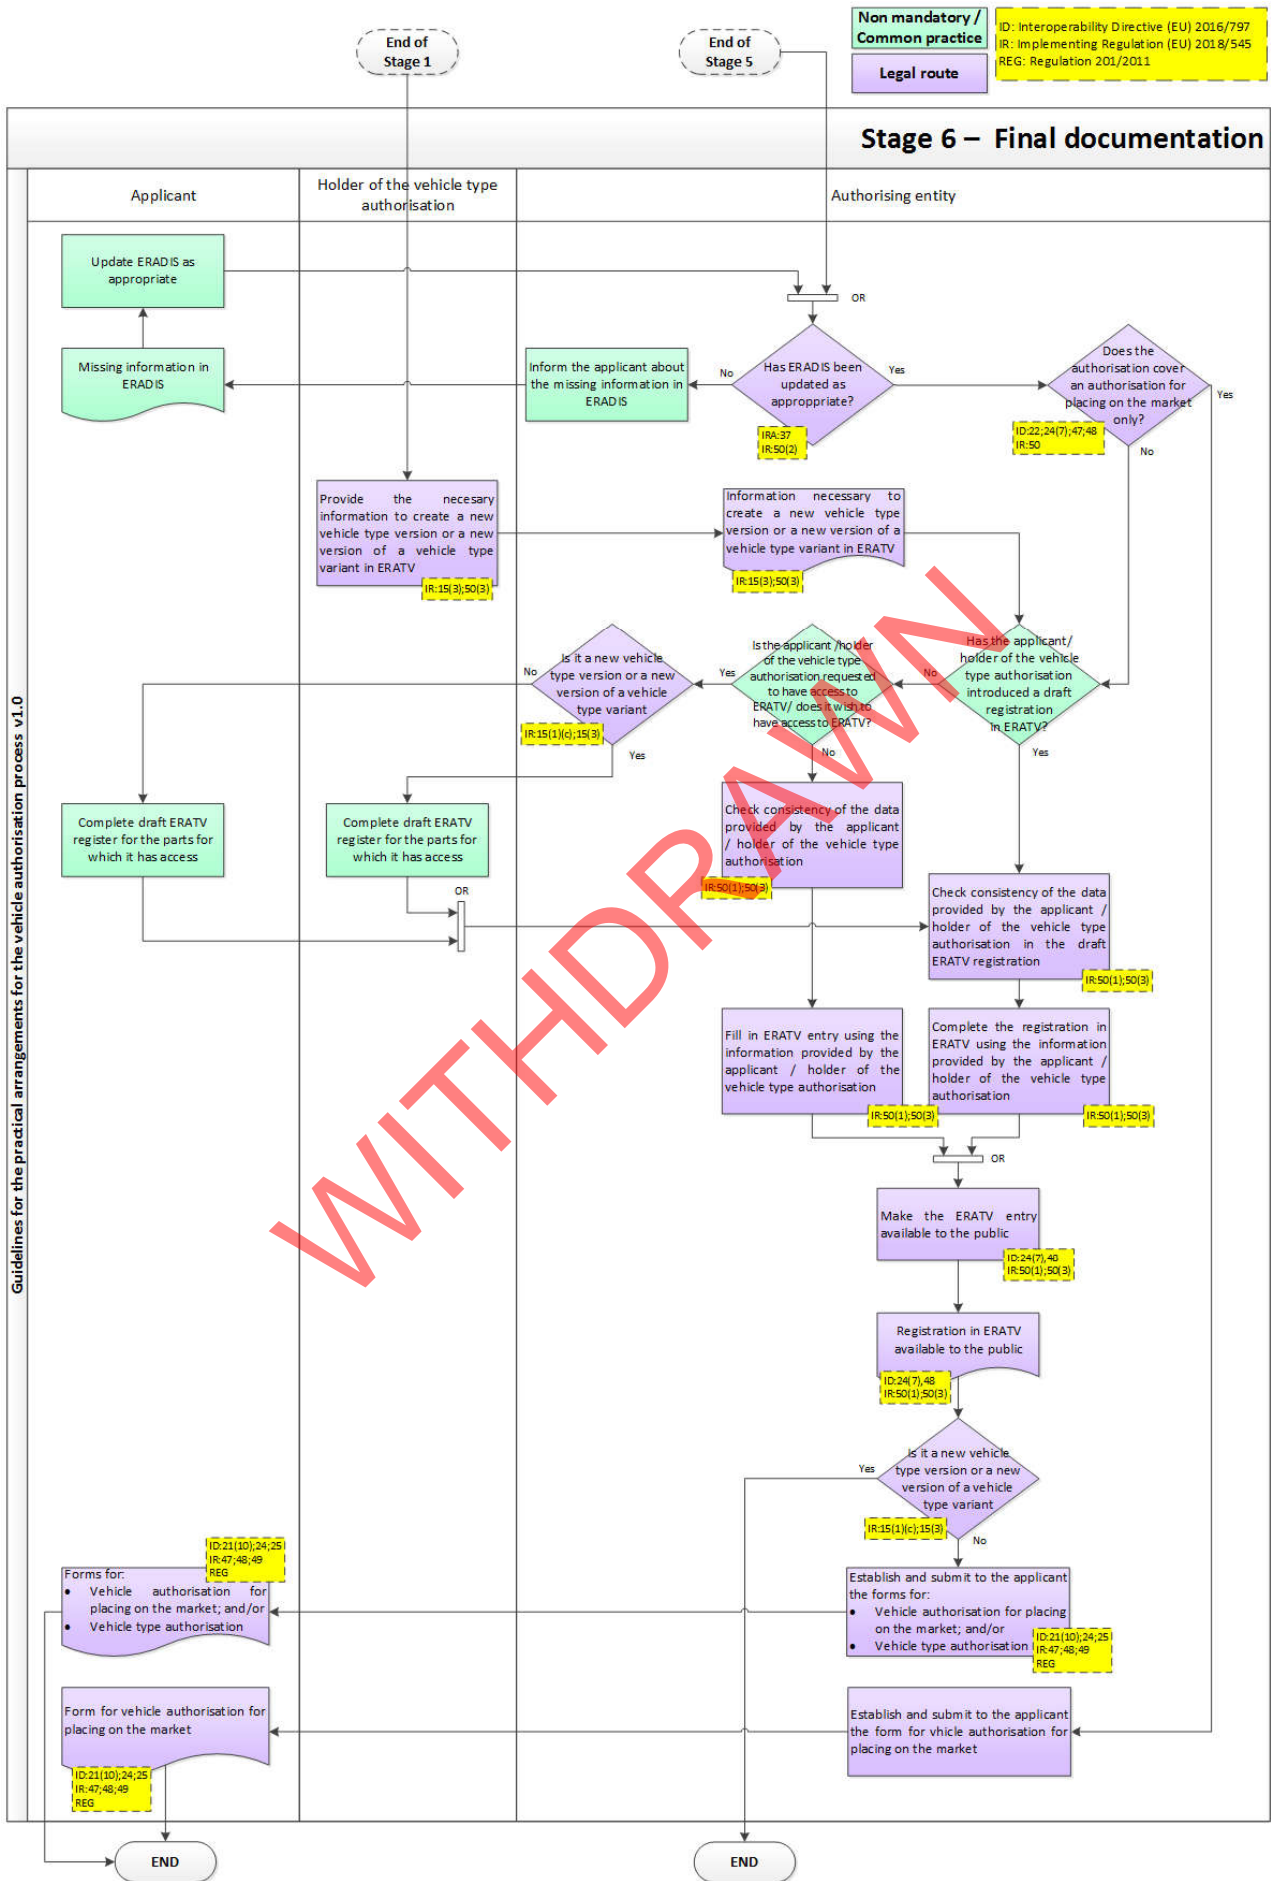 Non mandatory /
Common practice
Legal route
ID: Interoperability Directive (EU) 2016/797
IR: Implementing Regulation (EU) 2018/545
REG: Regulation 201/2011
End of
Stage 1
End of
Stage 5
Stage 6 – Final documentation
Guidelines for the practical arrangements for the vehicle authorisation process v1.0
Applicant
Holder of the vehicle type
authorisation
Authorising entity
Update ERADIS as
appropriate
OR
Missing information in
ERADIS
Inform the applicant about
the missing information in
ERADIS
No
Has ERADIS been
updated as
approppriate?
Yes
IRA:37
IR:50(2)
Does the
authorisation cover
an authorisation for
placing on the market
only?
Yes
ID:22;24(7);47;48
IR:50
No
Provide the necesary
information to create a new
vehicle type version or a new
version of a vehicle type
variant in ERATV
IR:15(3);50(3)
Information necessary to
create a new vehicle type
version or a new version of a
vehicle type variant in ERATV
IR:15(3);50(3)
No
Is it a new vehicle
type version or a new
version of a vehicle
type variant
IR:15(1)(c);15(3)
Yes
Yes
Is the applicant /holder
of the vehicle type
authorisation requested
to have access to
ERATV/ does it wish to
have access to ERATV?
No
No
Has the applicant/
holder of the vehicle
type authorisation
introduced a draft
registration
in ERATV?
Yes
Complete draft ERATV
register for the parts for
which it has access
Complete draft ERATV
register for the parts for
which it has access
OR
Check consistency of the data
provided by the applicant
/ holder of the vehicle type
authorisation
IR:50(1);50(3)
Check consistency of the data
provided by the applicant /
holder of the vehicle type
authorisation in the draft
ERATV registration
IR:50(1);50(3)
Fill in ERATV entry using the
information provided by the
applicant / holder of the
vehicle type authorisation
IR:50(1);50(3)
Complete the registration in
ERATV using the information
provided by the applicant /
holder of the vehicle type
authorisation
IR:50(1);50(3)
OR
Make the ERATV entry
available to the public
ID:24(7),48
IR:50(1);50(3)
Registration in ERATV
available to the public
ID:24(7),48
IR:50(1);50(3)
Yes
Is it a new vehicle
type version or a new
version of a vehicle
type variant
IR:15(1)(c);15(3)
No
ID:21(10);24;25
IR:47;48;49
REG
Forms for:
• Vehicle authorisation for
placing on the market; and/or
• Vehicle type authorisation
Establish and submit to the applicant
the forms for:
• Vehicle authorisation for placing
on the market; and/or
• Vehicle type authorisation
ID:21(10);24;25
IR:47;48;49
REG
Form for vehicle authorisation for
placing on the market
ID:21(10);24;25
IR:47;48;49
REG
Establish and submit to the applicant
the form for vhicle authorisation for
placing on the market
END
END
WITHDRAWN